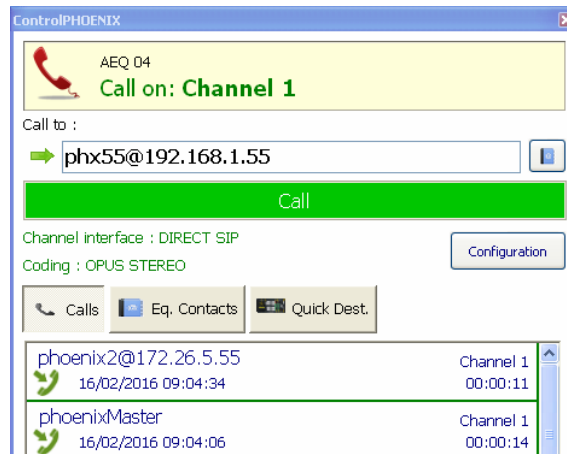 ControlPHOENIX
AEQ 04
Call on: Channel 1
Call to :
phx55@192.168.1.55
Call
Channel interface : DIRECT SIP
Coding : OPUS STEREO
Configuration
Calls
Eq. Contacts
Quick Dest.
phoenix2@172.26.5.55
Channel 1
16/02/2016 09:04:34
00:00:11
phoenixMaster
Channel 1
16/02/2016 09:04:06
00:00:14